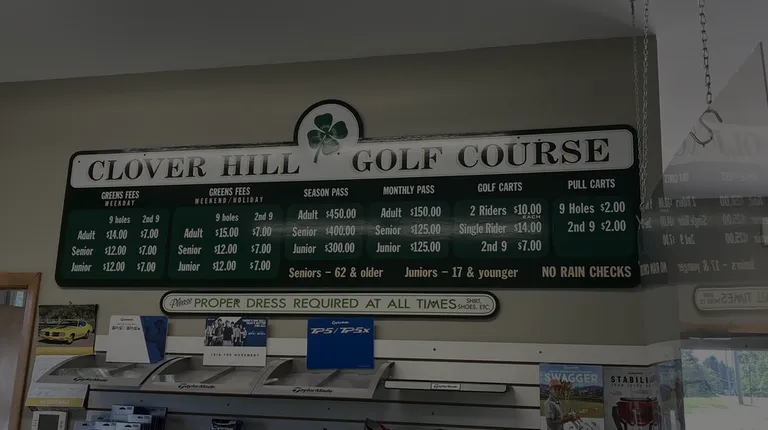 CLOVER HILL GOLF COURSE
GREENS FEES
WEEKDAY
9 holes 2nd 9
Adult $14.00 $7.00
Senior $12.00 $7.00
Junior $12.00 $7.00
GREENS FEES
WEEKEND/HOLIDAY
9 holes 2nd 9
Adult $15.00 $7.00
Senior $12.00 $7.00
Junior $12.00 $7.00
SEASON PASS
Adult $450.00
Senior $400.00
Junior $300.00
MONTHLY PASS
Adult $150.00
Senior $125.00
Junior $125.00
GOLF CARTS
2 Riders $10.00
EACH
Single Rider $14.00
2nd 9 $7.00
PULL CARTS
9 Holes $2.00
2nd 9 $2.00
Seniors – 62 & older Juniors – 17 & younger NO RAIN CHECKS
Please PROPER DRESS REQUIRED AT ALL TIMES SHIRT, SHOES, ETC.
TP5/TP5x
JOIN THE MOVEMENT
TaylorMade
TaylorMade
TaylorMade
SWAGGER